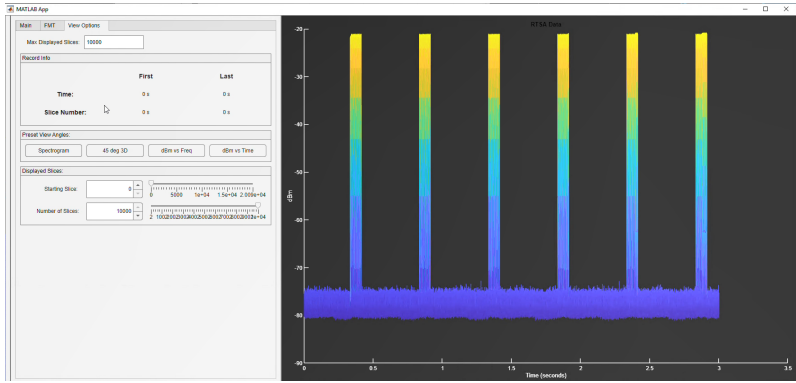 MATLAB App
Main FMT View Options
Max Displayed Slices: 10000
Record Info
First Last
Time: 0 s 0 s
Slice Number: 0 s 0 s
Preset View Angles:
Spectrogram 45 deg 3D dBm vs Freq dBm vs Time
Displayed Slices:
Starting Slice: 0
0 5000 1e+04 1.5e+04 2.009e+04
Number of Slices: 10000
RTSA Data
dBm
-20
-30
-40
-50
-60
-70
-80
-90
0 0.5 1 1.5 2 2.5 3 3.5
Time (seconds)